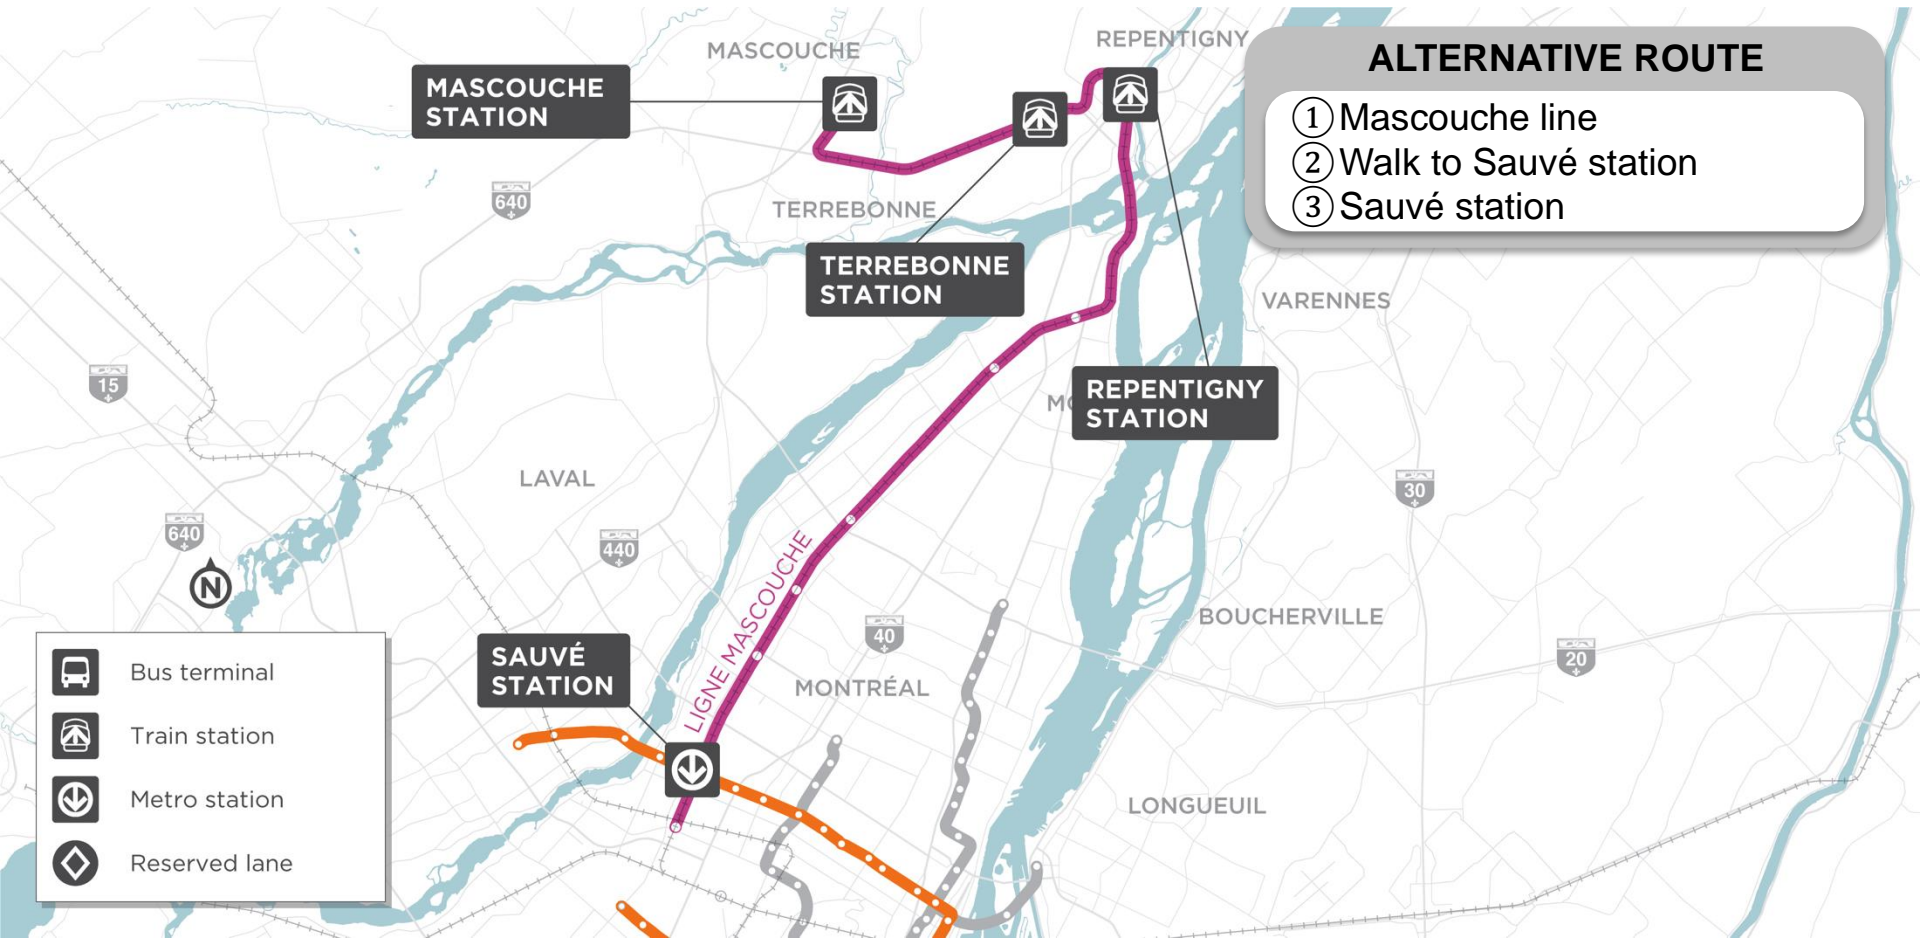 MASCOUCHE
REPENTIGNY
ALTERNATIVE ROUTE
① Mascouche line
② Walk to Sauvé station
③ Sauvé station
MASCOUCHE
STATION
640
TERREBONNE
TERREBONNE
STATION
VARENNES
15
REPENTIGNY
STATION
LAVAL
30
640
440
N
LIGNE MASCOUCHE
40
BOUCHERVILLE
20
SAUVÉ
STATION
MONTRÉAL
LONGUEUIL
Bus terminal
Train station
Metro station
Reserved lane